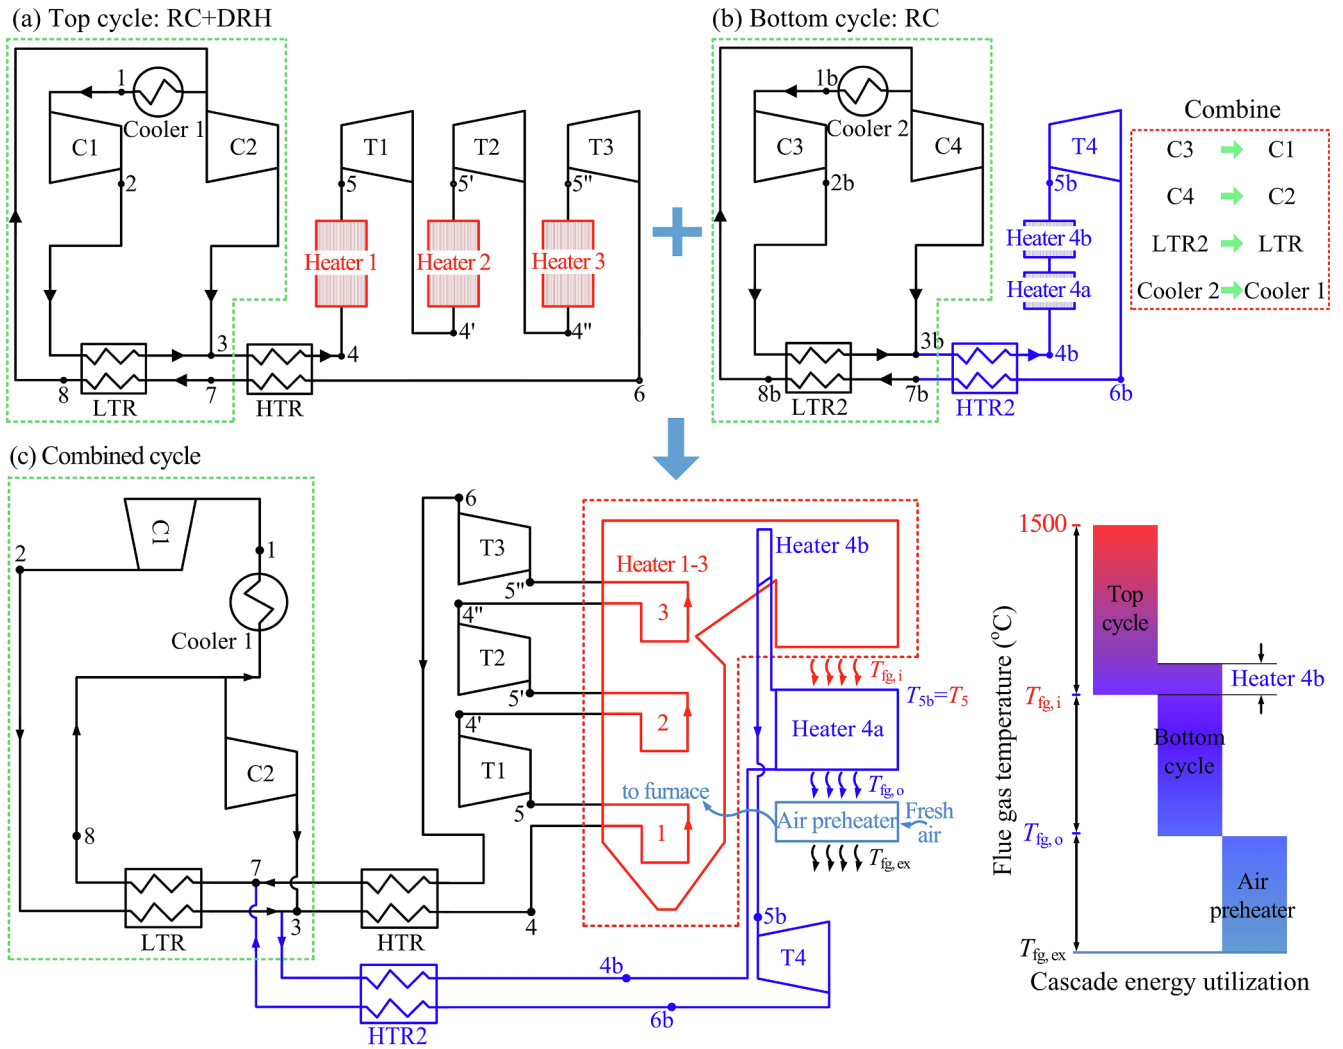 (a) Top cycle: RC+DRH
1
Cooler 1
C1
C2
2
T1
T2
T3
5
5'
5''
Heater 1
Heater 2
Heater 3
3
4
4'
4''
8
LTR
7
HTR
6
(b) Bottom cycle: RC
1b
Cooler 2
C3
C4
2b
T4
5b
Heater 4b
Heater 4a
3b
4b
8b
LTR2
7b
HTR2
6b
Combine
C3 C1
C4 C2
LTR2 LTR
Cooler 2 Cooler 1
(c) Combined cycle
C1
2
1
Cooler 1
C2
8
7
LTR
3
HTR
4
6
T3
5''
4''
T2
5'
4'
T1
5
Heater 1-3
3
2
1
Heater 4b
Tfg, i
T5b=T5
Heater 4a
Tfg, o
to furnace
Air preheater
Fresh
air
Tfg, ex
5b
T4
4b
6b
HTR2
Flue gas temperature (°C)
1500
Tfg, i
Tfg, o
Tfg, ex
Top
cycle
Heater 4b
Bottom
cycle
Air
preheater
Cascade energy utilization